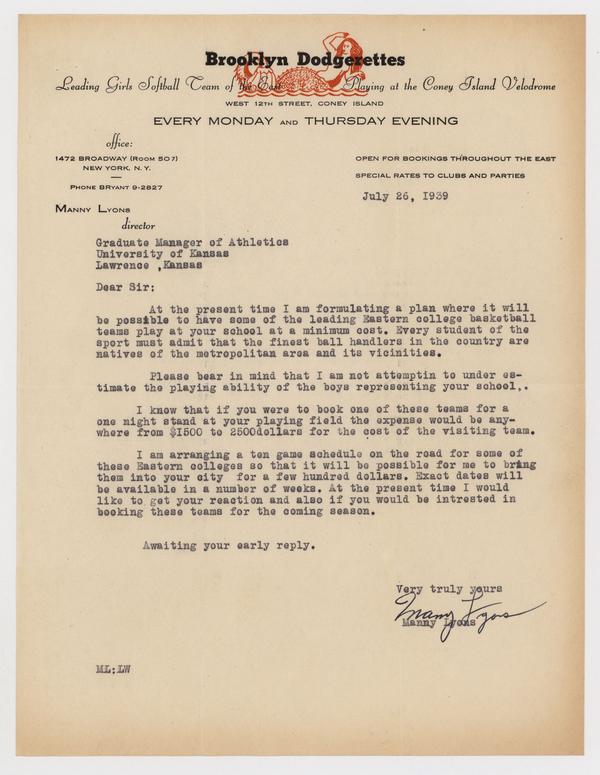 Brooklyn Dodgerettes
Leading Girls Softball Team of the East Playing at the Coney Island Velodrome
WEST 12TH STREET, CONEY ISLAND
EVERY MONDAY AND THURSDAY EVENING
office:
1472 BROADWAY (ROOM 507)
NEW YORK, N. Y.
PHONE BRYANT 9-2827
OPEN FOR BOOKINGS THROUGHOUT THE EAST
SPECIAL RATES TO CLUBS AND PARTIES
July 26, 1939
MANNY LYONS
director
Graduate Manager of Athletics
University of Kansas
Lawrence ,Kansas
Dear Sir:
At the present time I am formulating a plan where it will
be possible to have some of the leading Eastern college basketball
teams play at your school at a minimum cost. Every student of the
sport must admit that the finest ball handlers in the country are
natives of the metropolitan area and its vicinities.
Please bear in mind that I am not attemptin to under es-
timate the playing ability of the boys representing your school,.
I know that if you were to book one of these teams for a
one night stand at your playing field the expense would be any-
where from $1500 to 2500dollars for the cost of the visiting team.
I am arranging a ten game schedule on the road for some of
these Eastern colleges so that it will be possible for me to bring
them into your city for a few hundred dollars. Exact dates will
be available in a number of weeks. At the present time I would
like to get your reaction and also if you would be intrested in
booking these teams for the coming season.
Awaiting your early reply.
Very truly yours
Manny Lyons
Manny Lyons
ML:LW